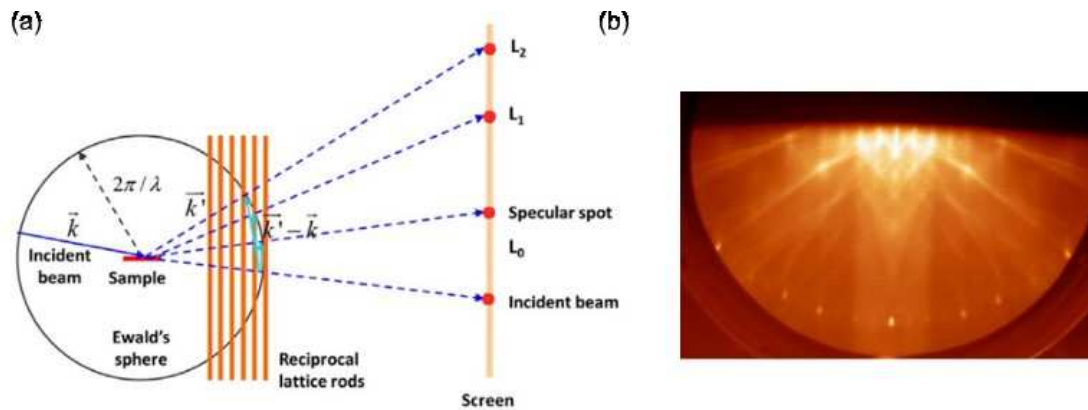 (a)
(b)
L₂
L₁
2π/λ
k⃗'
k⃗
k⃗'-k⃗
Specular spot
Incident
beam
Sample
L₀
Incident beam
Ewald's
sphere
Reciprocal
lattice rods
Screen